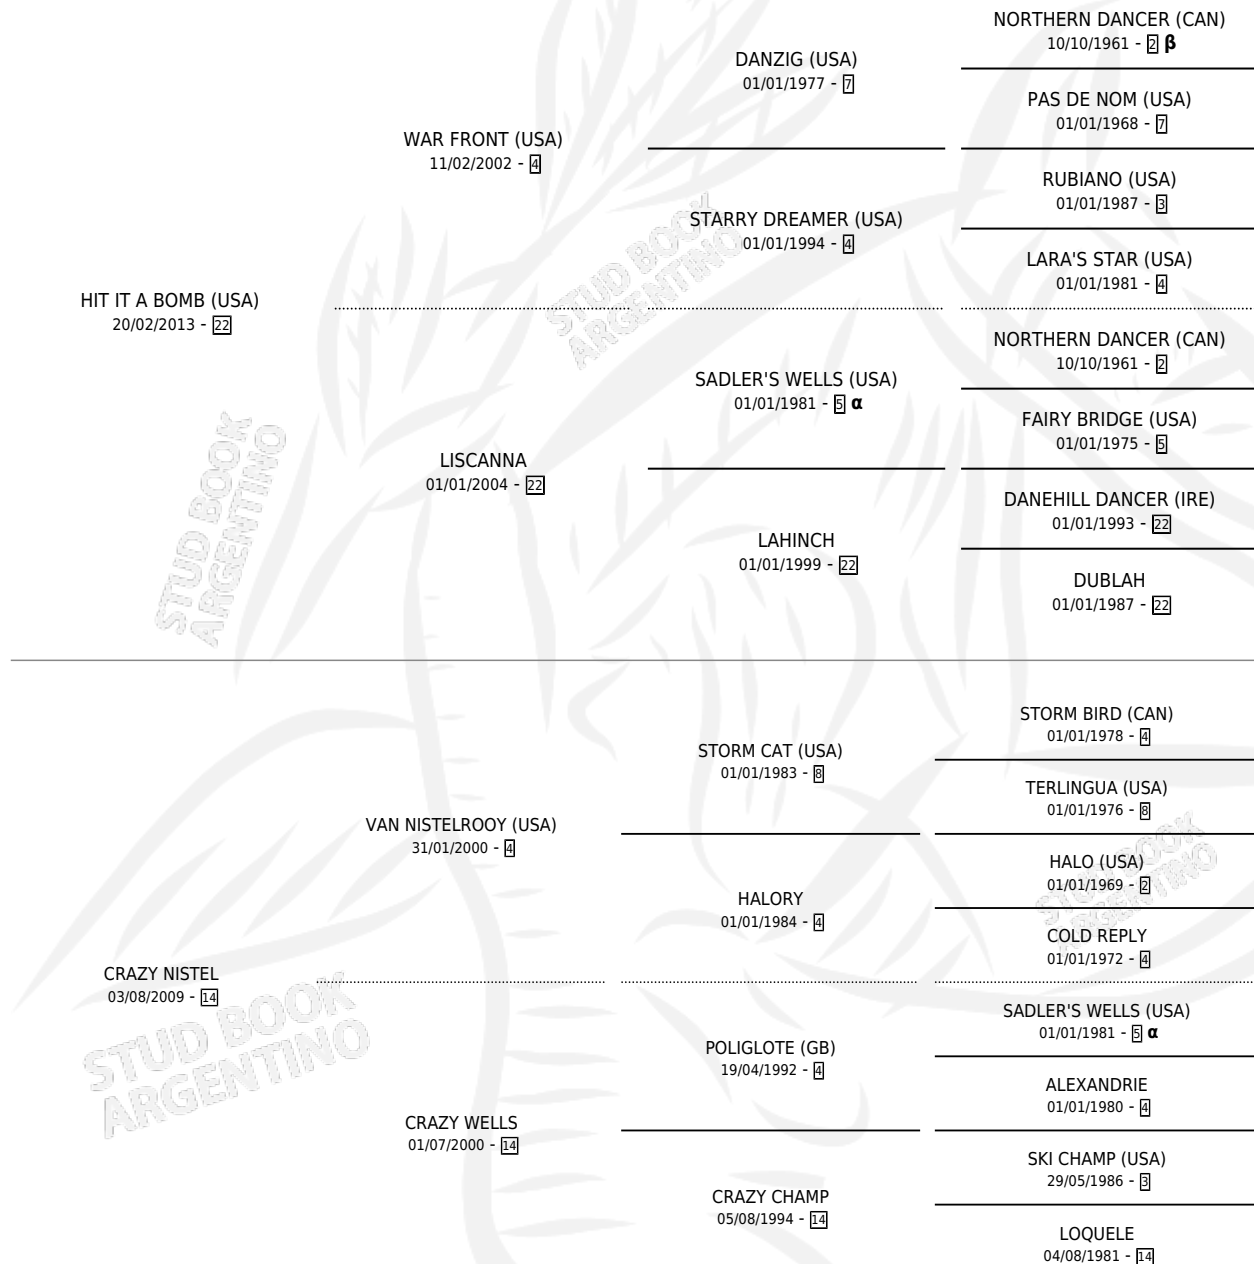 NORTHERN DANCER (CAN)
10/10/1961 - 2 β
DANZIG (USA)
01/01/1977 - 7
PAS DE NOM (USA)
01/01/1968 - 7
WAR FRONT (USA)
11/02/2002 - 4
RUBIANO (USA)
01/01/1987 - 3
STARRY DREAMER (USA)
01/01/1994 - 4
LARA'S STAR (USA)
01/01/1981 - 4
HIT IT A BOMB (USA)
20/02/2013 - 22
NORTHERN DANCER (CAN)
10/10/1961 - 2
SADLER'S WELLS (USA)
01/01/1981 - 5 α
FAIRY BRIDGE (USA)
01/01/1975 - 5
LISCANNA
01/01/2004 - 22
DANEHILL DANCER (IRE)
01/01/1993 - 22
LAHINCH
01/01/1999 - 22
DUBLAH
01/01/1987 - 22
STORM BIRD (CAN)
01/01/1978 - 4
STORM CAT (USA)
01/01/1983 - 8
TERLINGUA (USA)
01/01/1976 - 8
VAN NISTELROOY (USA)
31/01/2000 - 4
HALO (USA)
01/01/1969 - 2
HALORY
01/01/1984 - 4
COLD REPLY
01/01/1972 - 4
CRAZY NISTEL
03/08/2009 - 14
SADLER'S WELLS (USA)
01/01/1981 - 5 α
POLIGLOTE (GB)
19/04/1992 - 4
ALEXANDRIE
01/01/1980 - 4
CRAZY WELLS
01/07/2000 - 14
SKI CHAMP (USA)
29/05/1986 - 3
CRAZY CHAMP
05/08/1994 - 14
LOQUELE
04/08/1981 - 14
STUD BOOK
ARGENTINO
STUD BOOK
ARGENTINO
STUD BOOK
ARGENTINO
STUD BOOK
ARGENTINO